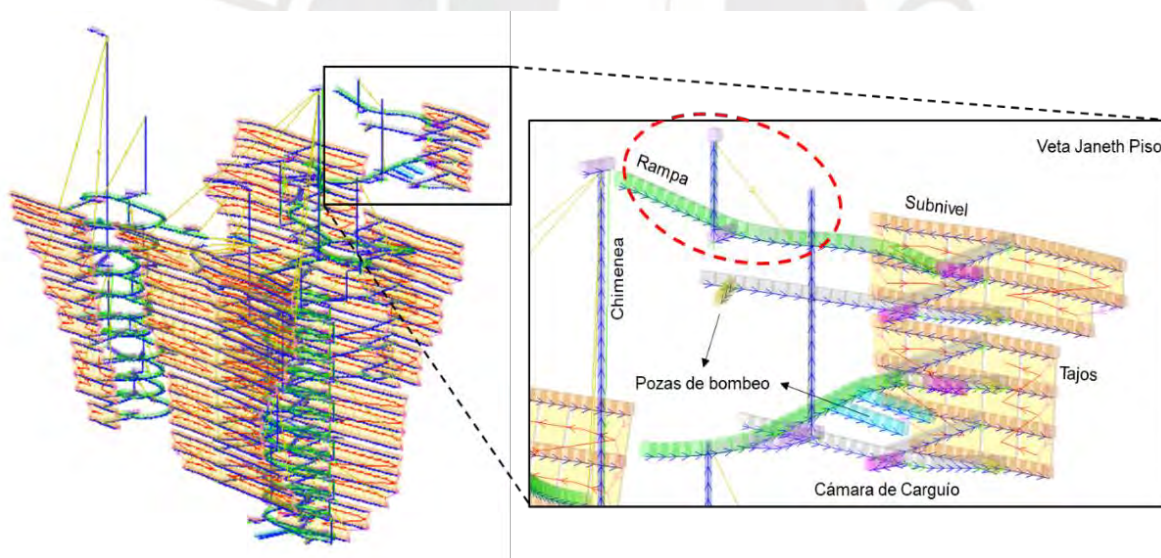 Veta Janeth Piso
Rampa
Subnivel
Chimenea
Pozas de bombeo
Tajos
Cámara de Carguío